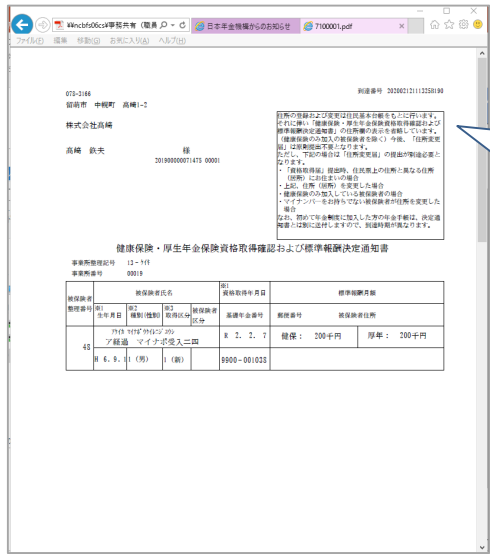 ¥¥ncbfs06cs¥事務共有 (職員
日本年金機構からのお知らせ
7100001.pdf
ファイル(F) 編集 移動(G) お気に入り(A) ヘルプ(H)
到達番号 202002121113258190
078-3166
留萌市 中幌町 高崎1-2
株式会社高崎
高崎 鉄夫 様
201900000071475 00001
住所の登録および変更は住民基本台帳をもとに行います。
それに伴い「健康保険・厚生年金保険資格取得確認および
標準報酬決定通知書」の住所欄の表示を省略しています。
(健康保険のみ加入の被保険者を除く)今後、「住所変更
届」は原則提出不要となります。
ただし、下記の場合は「住所変更届」の提出が別途必要と
なります。
・「資格取得届」提出時、住民票上の住所と異なる住所
(居所)にお住まいの場合
・上記、住所(居所)を変更した場合
・健康保険のみ加入している被保険者の場合
・マイナンバーをお持ちでない被保険者が住所を変更した
場合
なお、初めて年金制度に加入した方の年金手帳は、決定通
知書とは別に送付しますので、到達時期が異なります。
健康保険・厚生年金保険資格取得確認および標準報酬決定通知書
事業所整理記号 13-ケイケ
事業所番号 00019
被保険者整理番号 被保険者氏名 ※1資格取得年月日 標準報酬月額
※1生年月日 ※2種別(性別) ※3取得区分 被保険者区分 基礎年金番号 郵便番号 被保険者住所
48 ア経過 マイナポ受入二四 R 2. 2. 7 健保: 200千円 厚年: 200千円
H 6. 9. 1 1 (男) 1 (新) 9900-001038